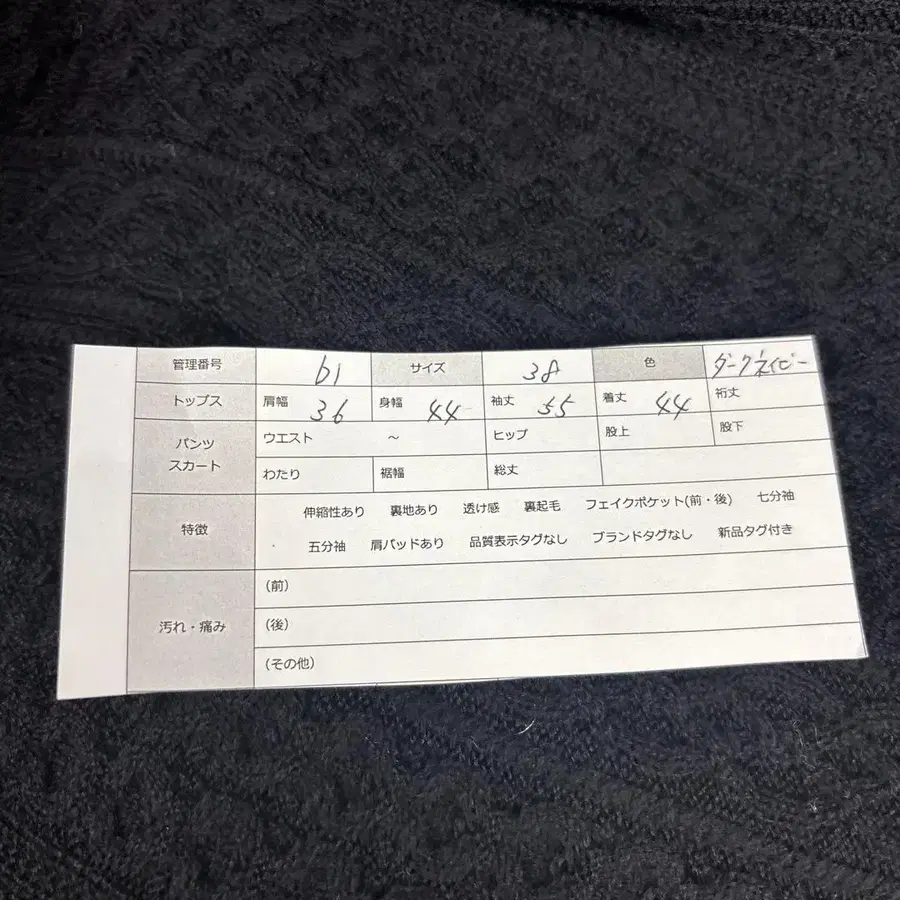 管理番号 61 サイズ 38 色 ダークネイビー
トップス 肩幅 36 身幅 44 袖丈 55 着丈 44 裄丈
パンツ スカート ウエスト ～ ヒップ 股上 股下
わたり 裾幅 総丈
特徴 伸縮性あり 裏地あり 透け感 裏起毛 フェイクポケット(前・後) 七分袖
五分袖 肩パッドあり 品質表示タグなし ブランドタグなし 新品タグ付き
汚れ・痛み (前)
(後)
(その他)